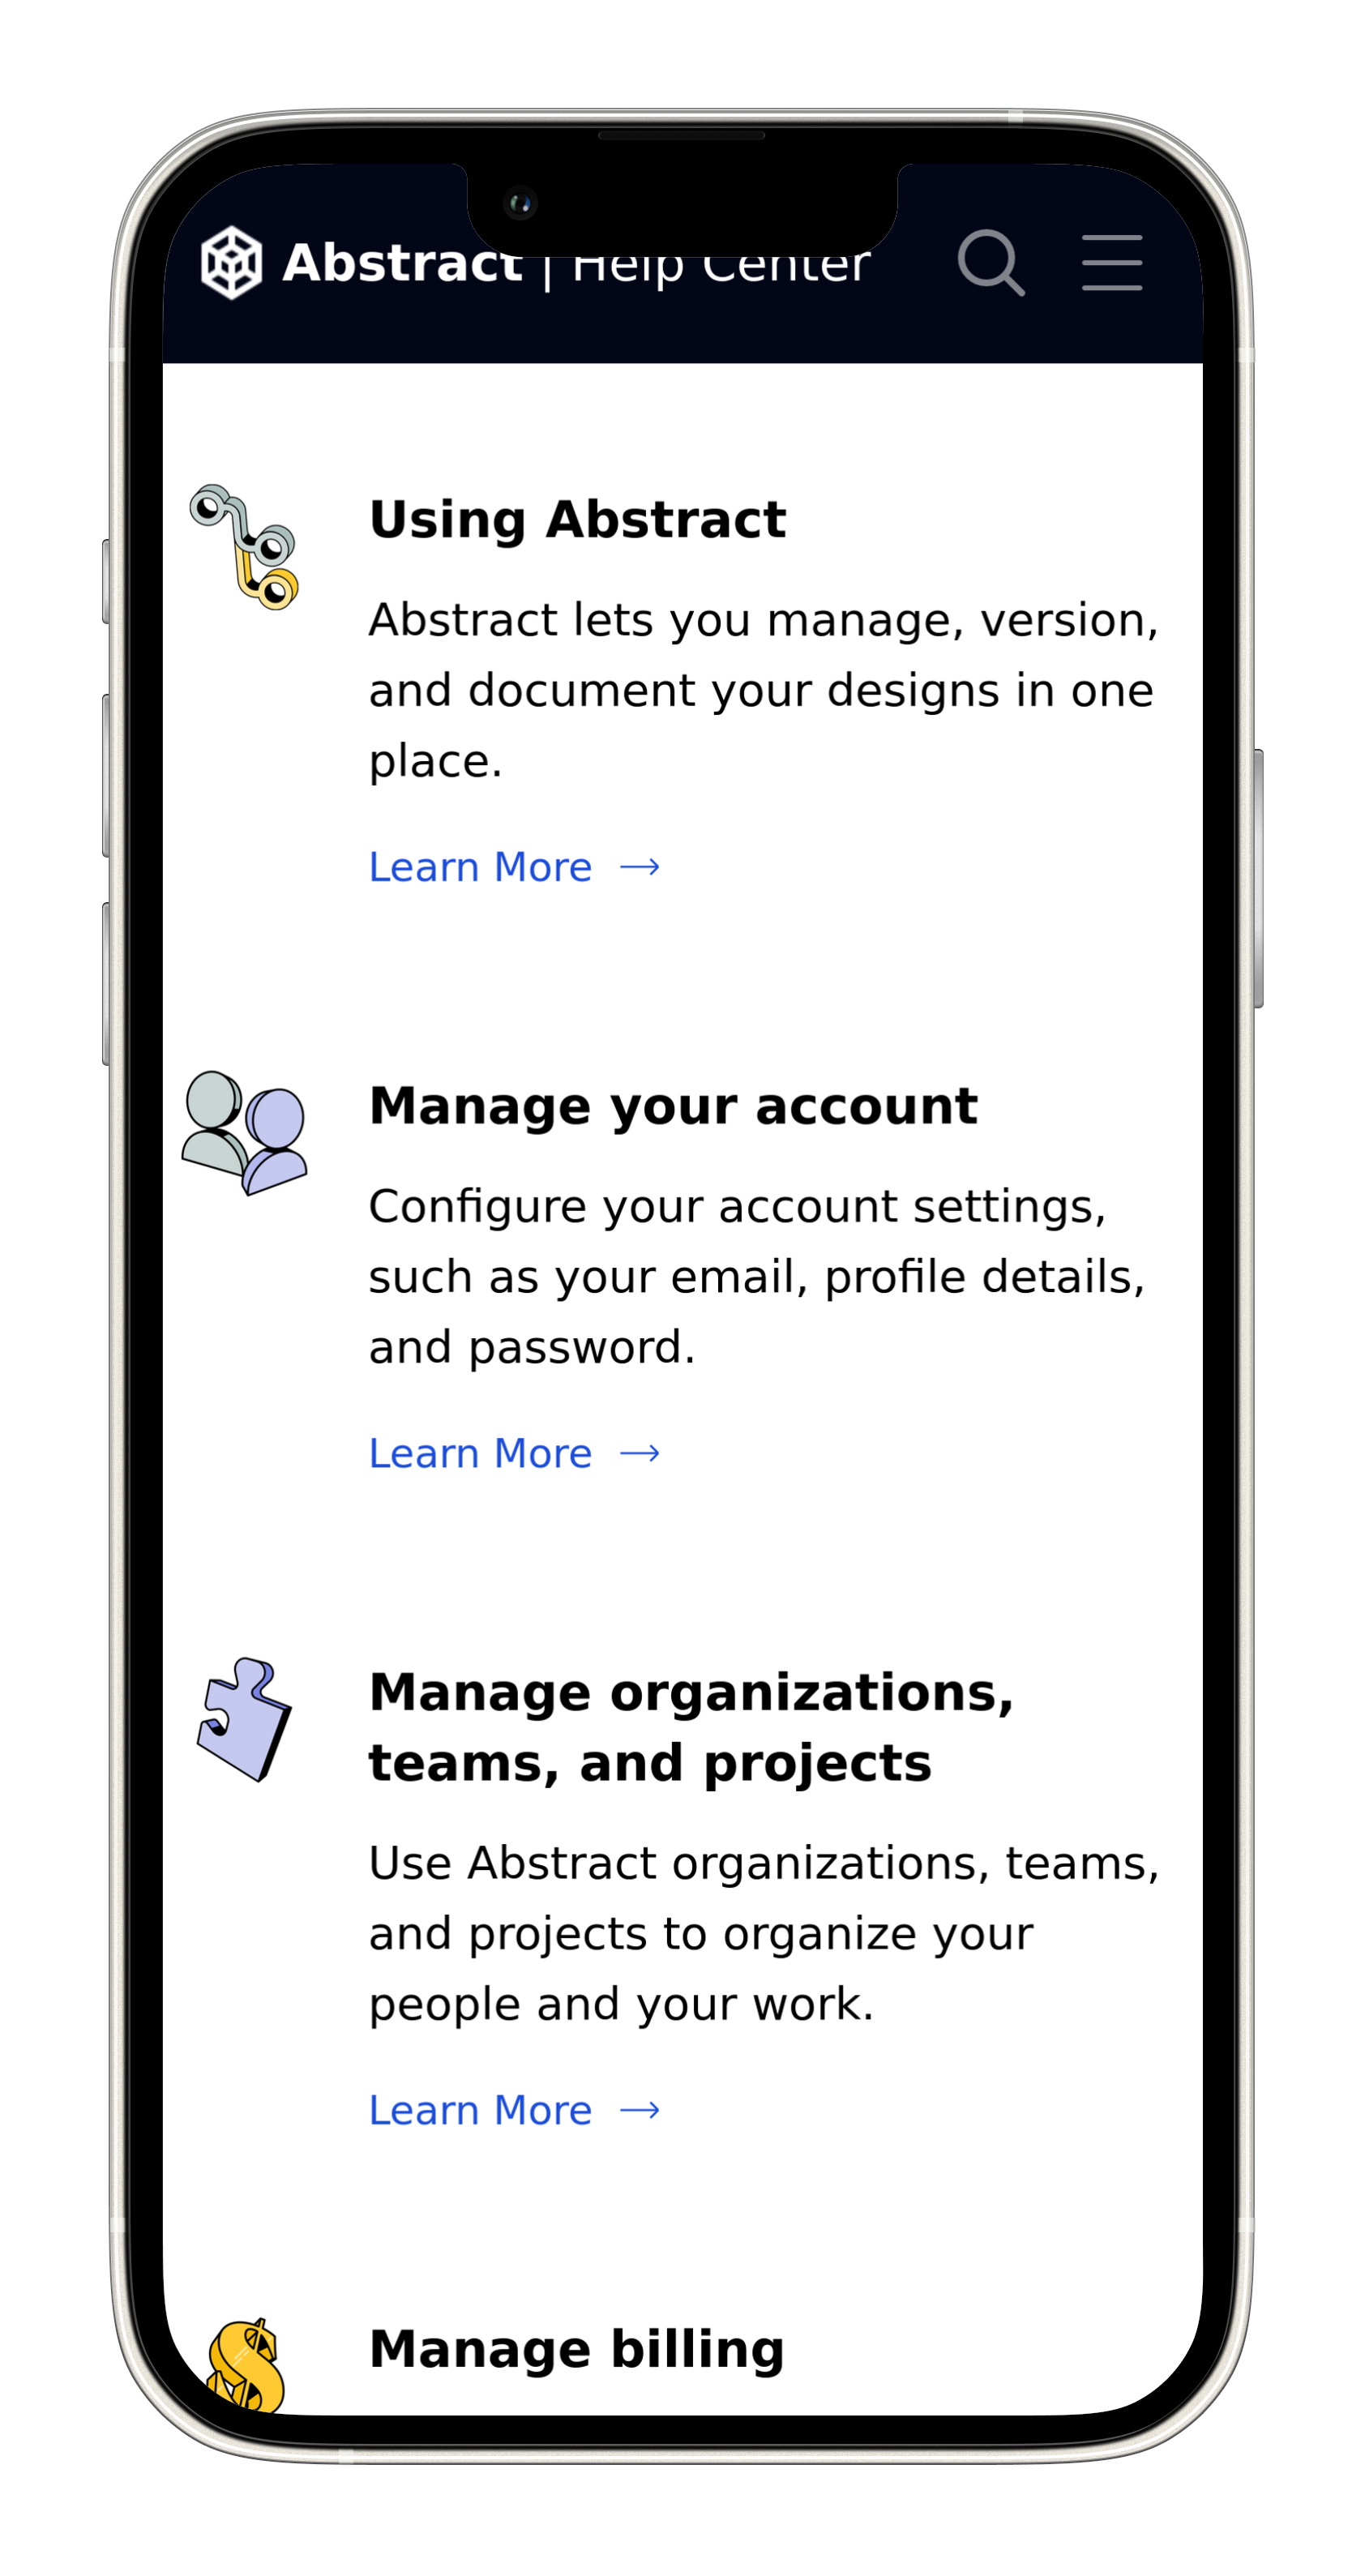 Abstract | Help Center
Using Abstract
Abstract lets you manage, version,
and document your designs in one
place.
Learn More →
Manage your account
Configure your account settings,
such as your email, profile details,
and password.
Learn More →
Manage organizations,
teams, and projects
Use Abstract organizations, teams,
and projects to organize your
people and your work.
Learn More →
Manage billing